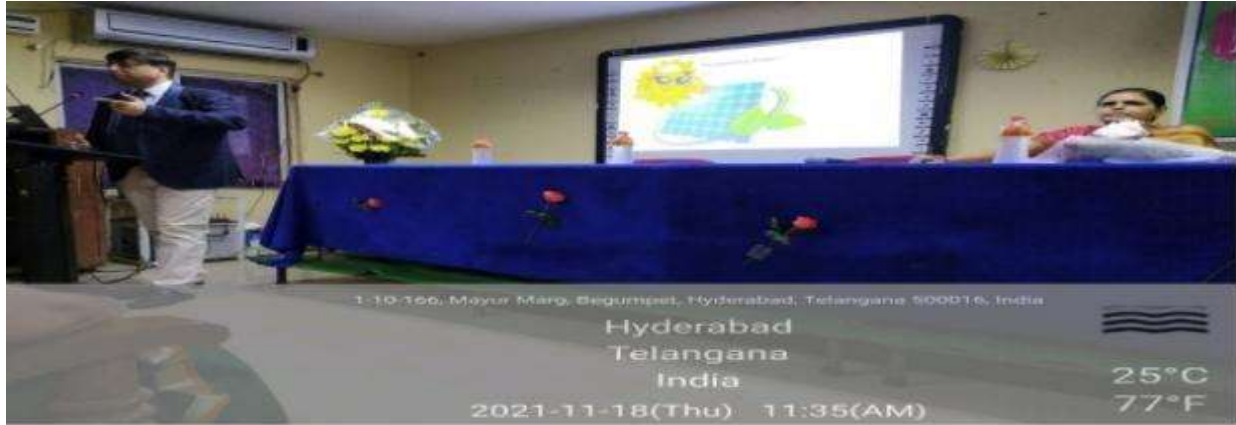 1-10-166, Mayur Marg, Begumpet, Hyderabad, Telangana 500016, India
Hyderabad
Telangana
India
25°C
2021-11-18(Thu) 11:35(AM)
77°F